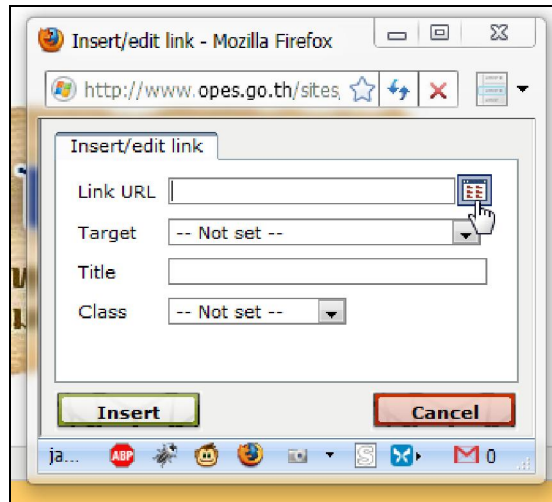 Insert/edit link - Mozilla Firefox
http://www.opes.go.th/sites
Insert/edit link
Link URL
Target -- Not set --
Title
Class -- Not set --
Insert Cancel
ja... ABP S 0